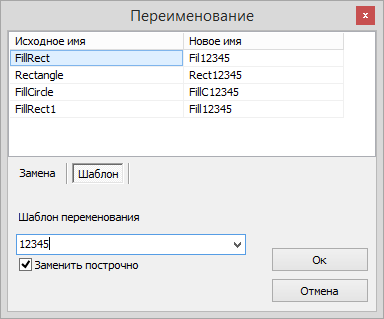 Переименование
x
Исходное имя Новое имя
FillRect Fil12345
Rectangle Rect12345
FillCircle FillC12345
FillRect1 Fill12345
Замена Шаблон
Шаблон переменования
12345
Заменить построчно
Ок
Отмена